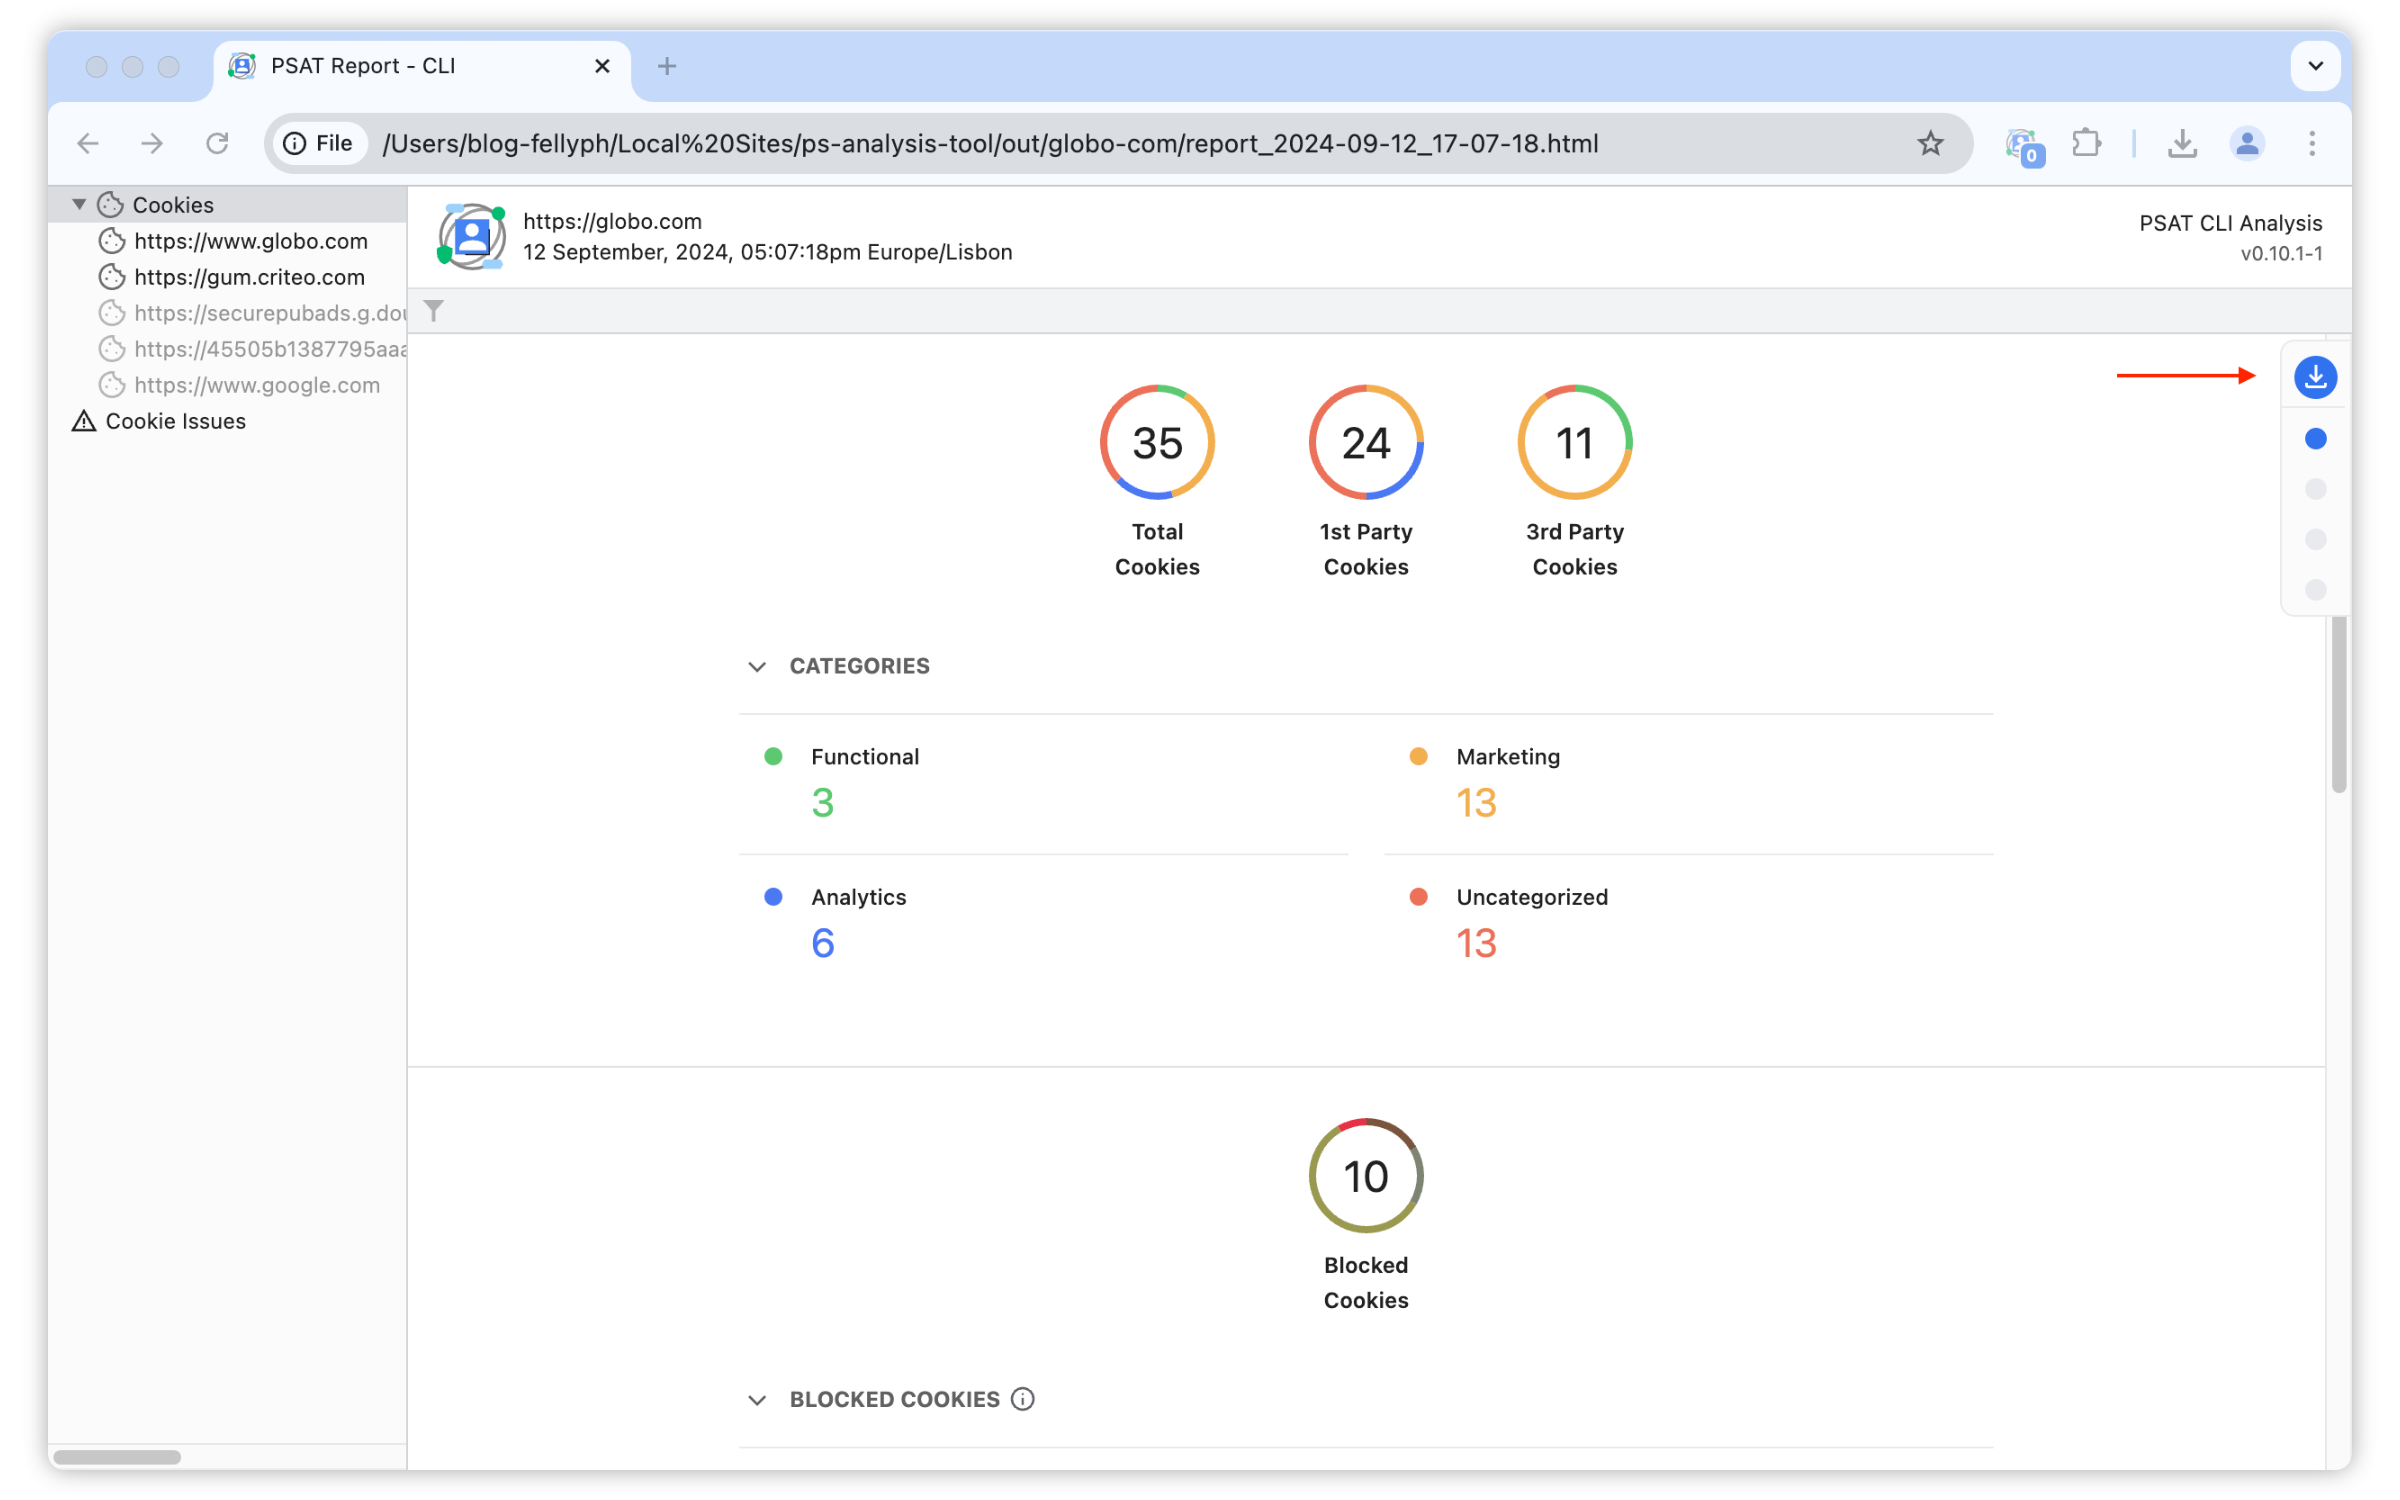 PSAT Report - CLI
File
/Users/blog-fellyph/Local%20Sites/ps-analysis-tool/out/globo-com/report_2024-09-12_17-07-18.html
0
Cookies
https://www.globo.com
https://gum.criteo.com
https://securepubads.g.dou
https://45505b1387795aaa
https://www.google.com
Cookie Issues
https://globo.com
12 September, 2024, 05:07:18pm Europe/Lisbon
PSAT CLI Analysis
v0.10.1-1
35
Total
Cookies
24
1st Party
Cookies
11
3rd Party
Cookies
CATEGORIES
Functional
3
Marketing
13
Analytics
6
Uncategorized
13
10
Blocked
Cookies
BLOCKED COOKIES